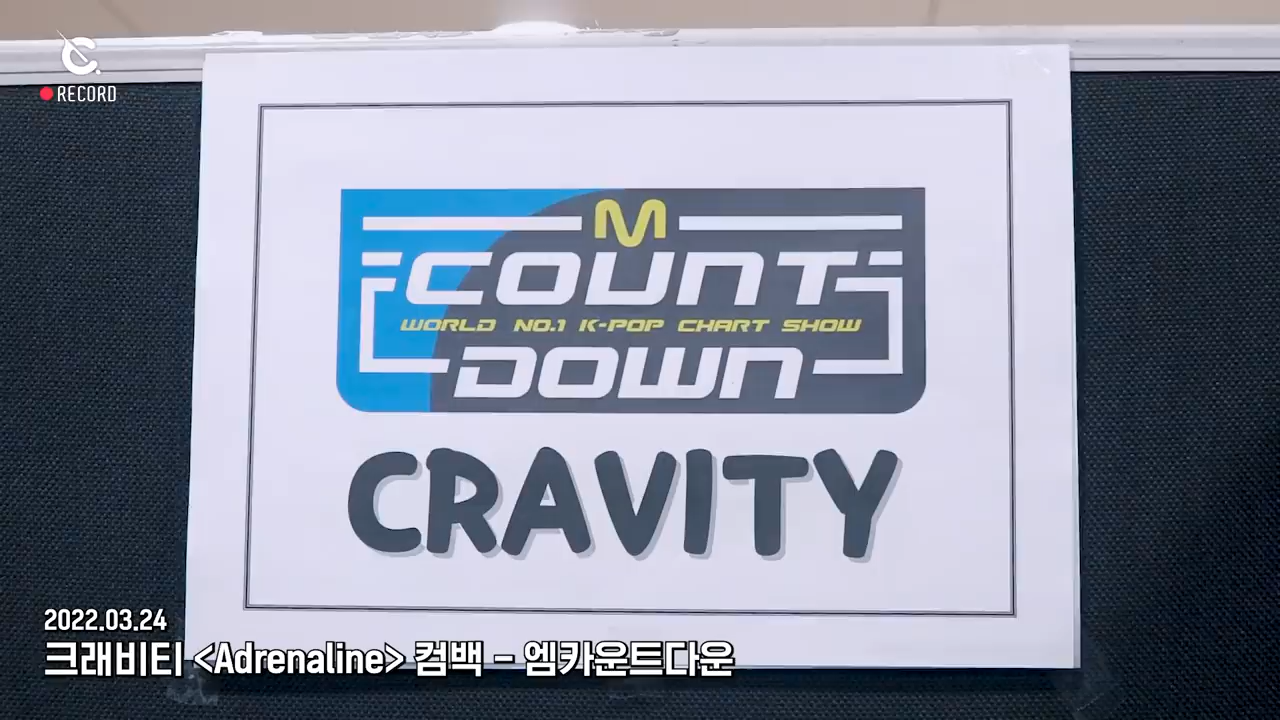 RECORD
M
COUNT
WORLD NO.1 K-POP CHART SHOW
DOWN
CRAVITY
2022.03.24
크래비티 <Adrenaline> 컴백 - 엠카운트다운